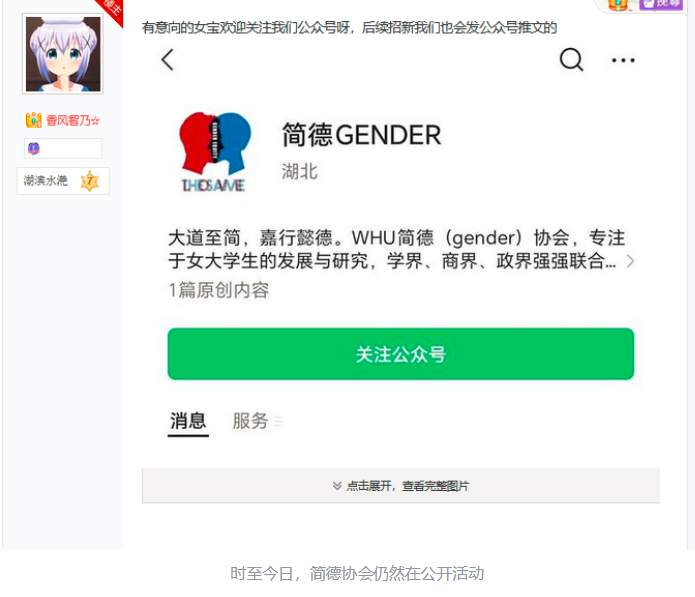 楼主
搜尋
有意向的女宝欢迎关注我们公众号呀，后续招新我们也会发公众号推文的
香风智乃☆
湖滨水滟
7
GENDER EQUITY
THESAME
简德GENDER
湖北
大道至简，嘉行懿德。WHU简德（gender）协会，专注
于女大学生的发展与研究，学界、商界、政界强强联合...
1篇原创内容
关注公众号
消息 服务
点击展开，查看完整图片
时至今日，简德协会仍然在公开活动